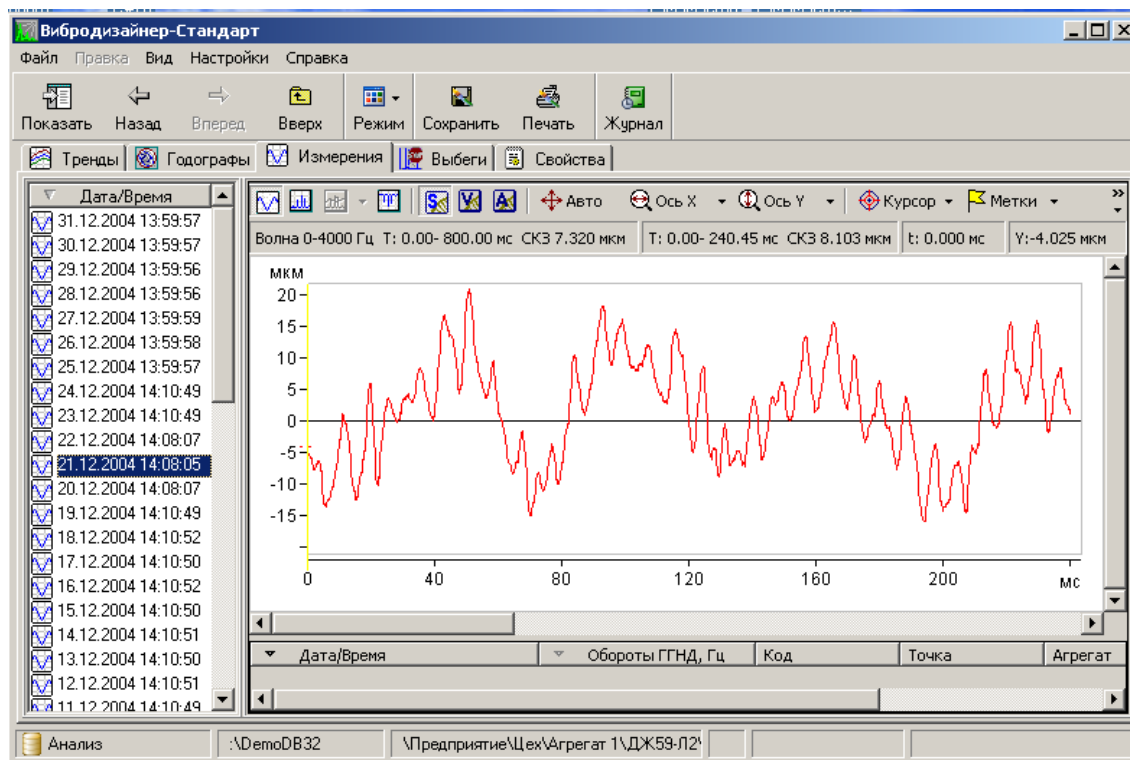 Вибродизайнер-Стандарт
Файл Правка Вид Настройки Справка
Показать Назад Вперед Вверх Режим Сохранить Печать Журнал
Тренды Годографы Измерения Выбеги Свойства
Дата/Время
31.12.2004 13:59:57
30.12.2004 13:59:57
29.12.2004 13:59:56
28.12.2004 13:59:56
27.12.2004 13:59:59
26.12.2004 13:59:58
25.12.2004 13:59:57
24.12.2004 14:10:49
23.12.2004 14:10:49
22.12.2004 14:08:07
21.12.2004 14:08:05
20.12.2004 14:08:07
19.12.2004 14:10:49
18.12.2004 14:10:52
17.12.2004 14:10:50
16.12.2004 14:10:52
15.12.2004 14:10:50
14.12.2004 14:10:51
13.12.2004 14:10:50
12.12.2004 14:10:51
11.12.2004 14:10:49
S V A Авто Ось X Ось Y Курсор Метки »
Волна 0-4000 Гц T: 0.00- 800.00 мс СКЗ 7.320 мкм T: 0.00- 240.45 мс СКЗ 8.103 мкм t: 0.000 мс Y:-4.025 мкм
мкм
20
15
10
5
0
-5
-10
-15
0 40 80 120 160 200 мс
Дата/Время Обороты ГГНД, Гц Код Точка Агрегат
Анализ :\DemoDB32 \Предприятие\Цех\Агрегат 1\ДЖ59-Л2\